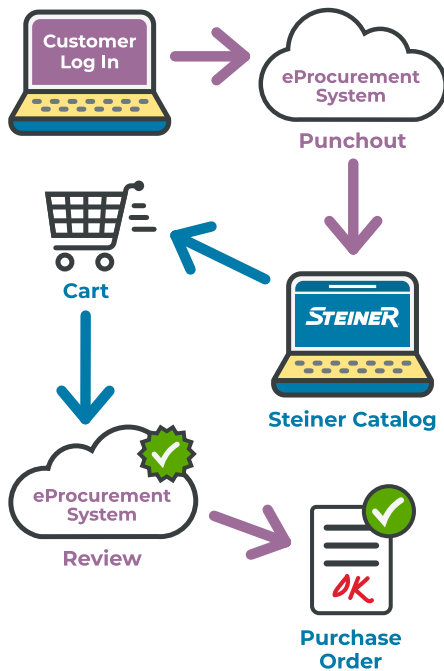 Customer
Log In
eProcurement
System
Punchout
STEINER
Steiner Catalog
Cart
eProcurement
System
Review
OK
Purchase
Order